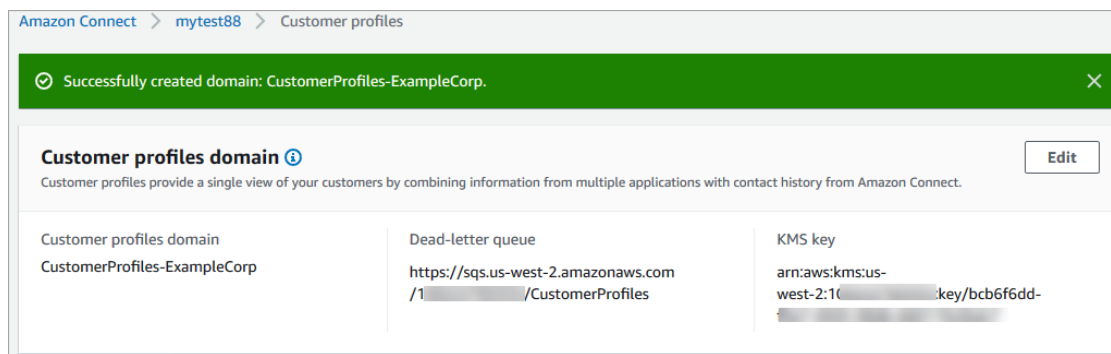 Amazon Connect > mytest88 > Customer profiles
Successfully created domain: CustomerProfiles-ExampleCorp.
Customer profiles domain
Edit
Customer profiles provide a single view of your customers by combining information from multiple applications with contact history from Amazon Connect.
Customer profiles domain
CustomerProfiles-ExampleCorp
Dead-letter queue
https://sqs.us-west-2.amazonaws.com
/1 /CustomerProfiles
KMS key
arn:aws:kms:us-
west-2:10 :key/bcb6f6dd-